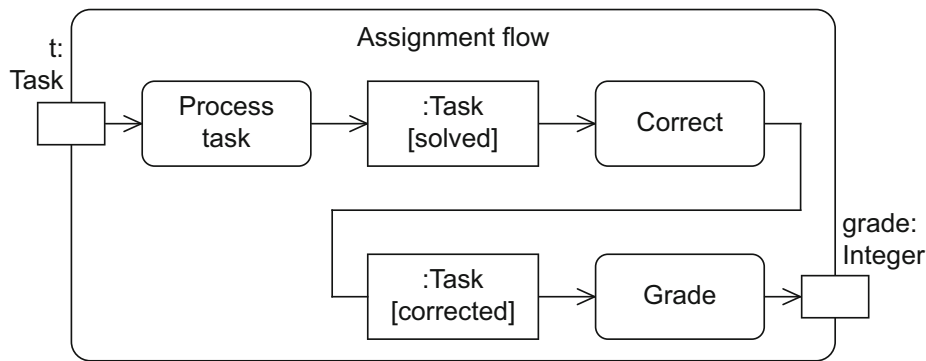 Assignment flow
t:
Task
Process
task
:Task
[solved]
Correct
grade:
Integer
:Task
[corrected]
Grade